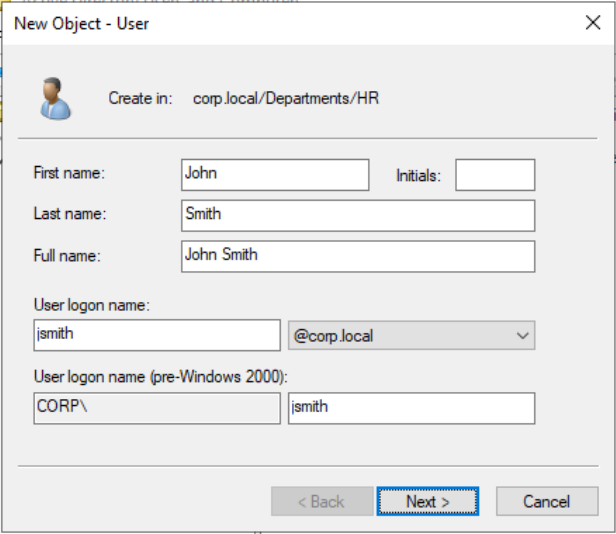 New Object - User
Create in: corp.local/Departments/HR
First name: John Initials:
Last name: Smith
Full name: John Smith
User logon name:
jsmith @corp.local
User logon name (pre-Windows 2000):
CORP\ jsmith
< Back Next > Cancel